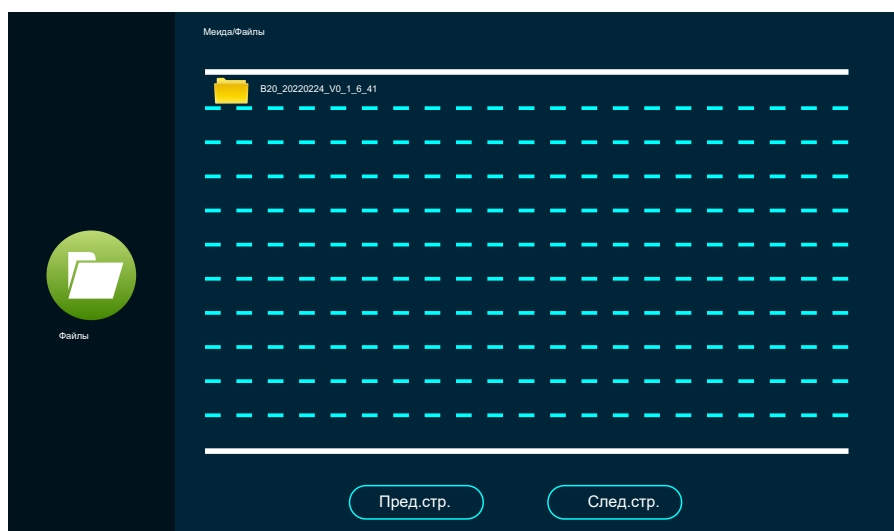 Меида/Файлы
B20_20220224_V0_1_6_41
Файлы
Пред.стр.
След.стр.